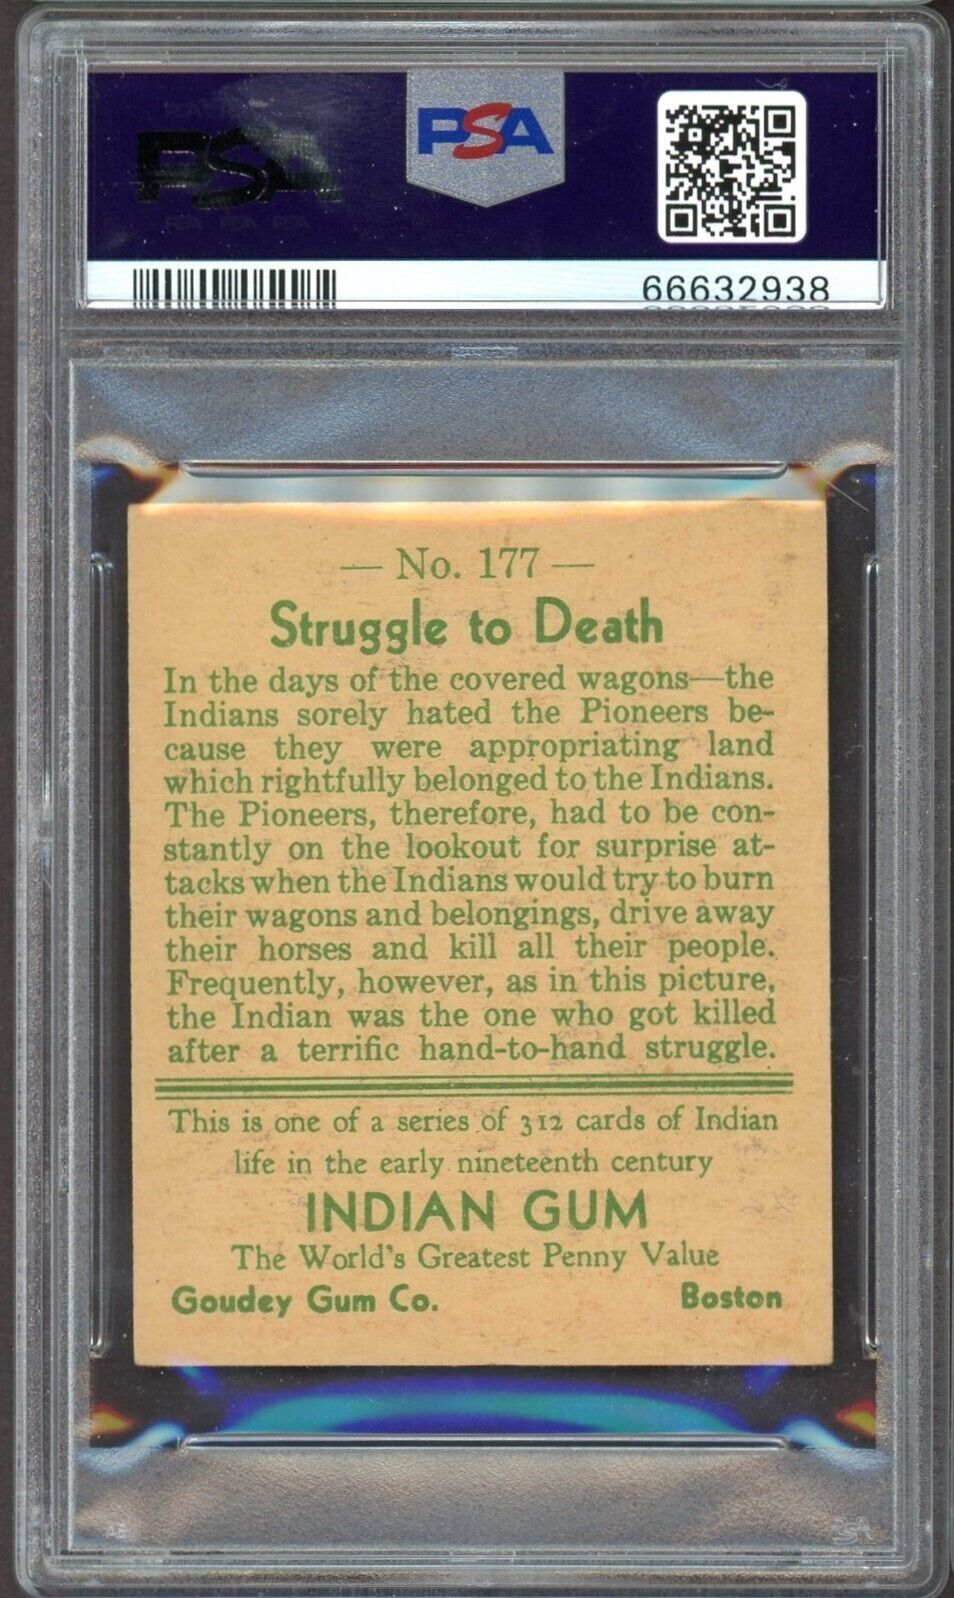 PSA
PSA
PSA PSA PSA
66632938
— No. 177 —
Struggle to Death
In the days of the covered wagons—the
Indians sorely hated the Pioneers be-
cause they were appropriating land
which rightfully belonged to the Indians.
The Pioneers, therefore, had to be con-
stantly on the lookout for surprise at-
tacks when the Indians would try to burn
their wagons and belongings, drive away
their horses and kill all their people.
Frequently, however, as in this picture,
the Indian was the one who got killed
after a terrific hand-to-hand struggle.
This is one of a series of 312 cards of Indian
life in the early nineteenth century
INDIAN GUM
The World's Greatest Penny Value
Goudey Gum Co. Boston
PSA